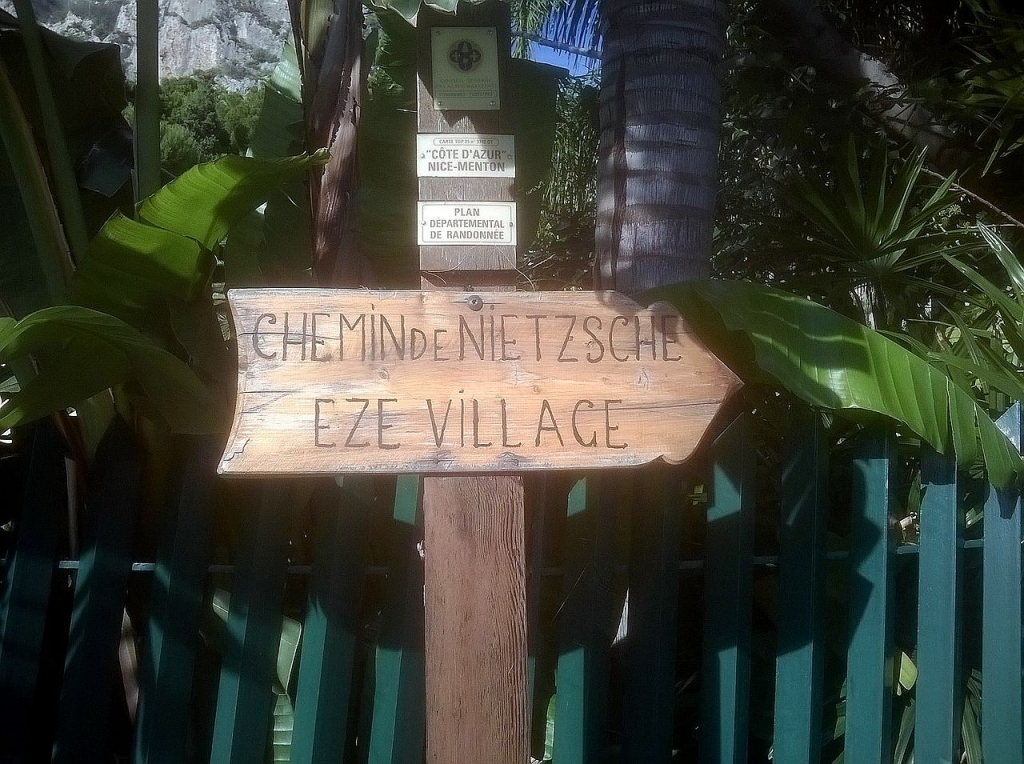 "CÔTE D'AZUR"
NICE-MENTON
PLAN
DÉPARTEMENTAL
DE RANDONNÉE
CHEMIN DE NIETZSCHE
EZE VILLAGE